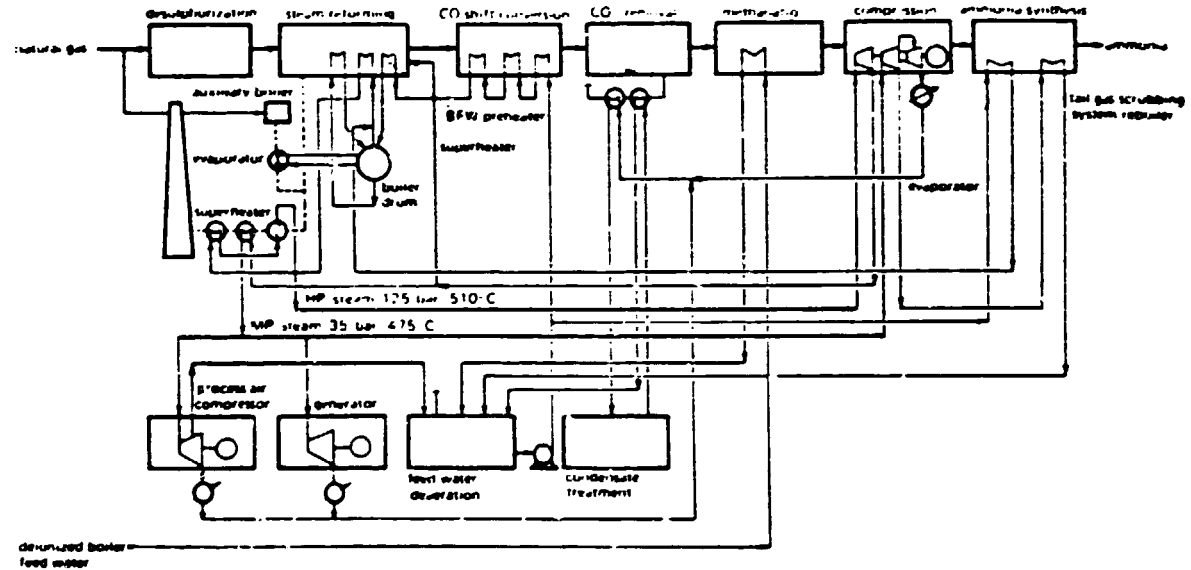 desulphurization
steam reforming
CO shift conversion
CO removal
methanation
compression
ammonia synthesis
natural gas
ammonia
auxiliary boiler
BFW preheater
tail gas scrubbing
system reboiler
superheater
evaporator
boiler
drum
evaporator
superheater
HP steam 125 bar 510 C
MP steam 35 bar 475 C
process air
compressor
generator
feed water
deaeration
condensate
treatment
deionized boiler
feed water